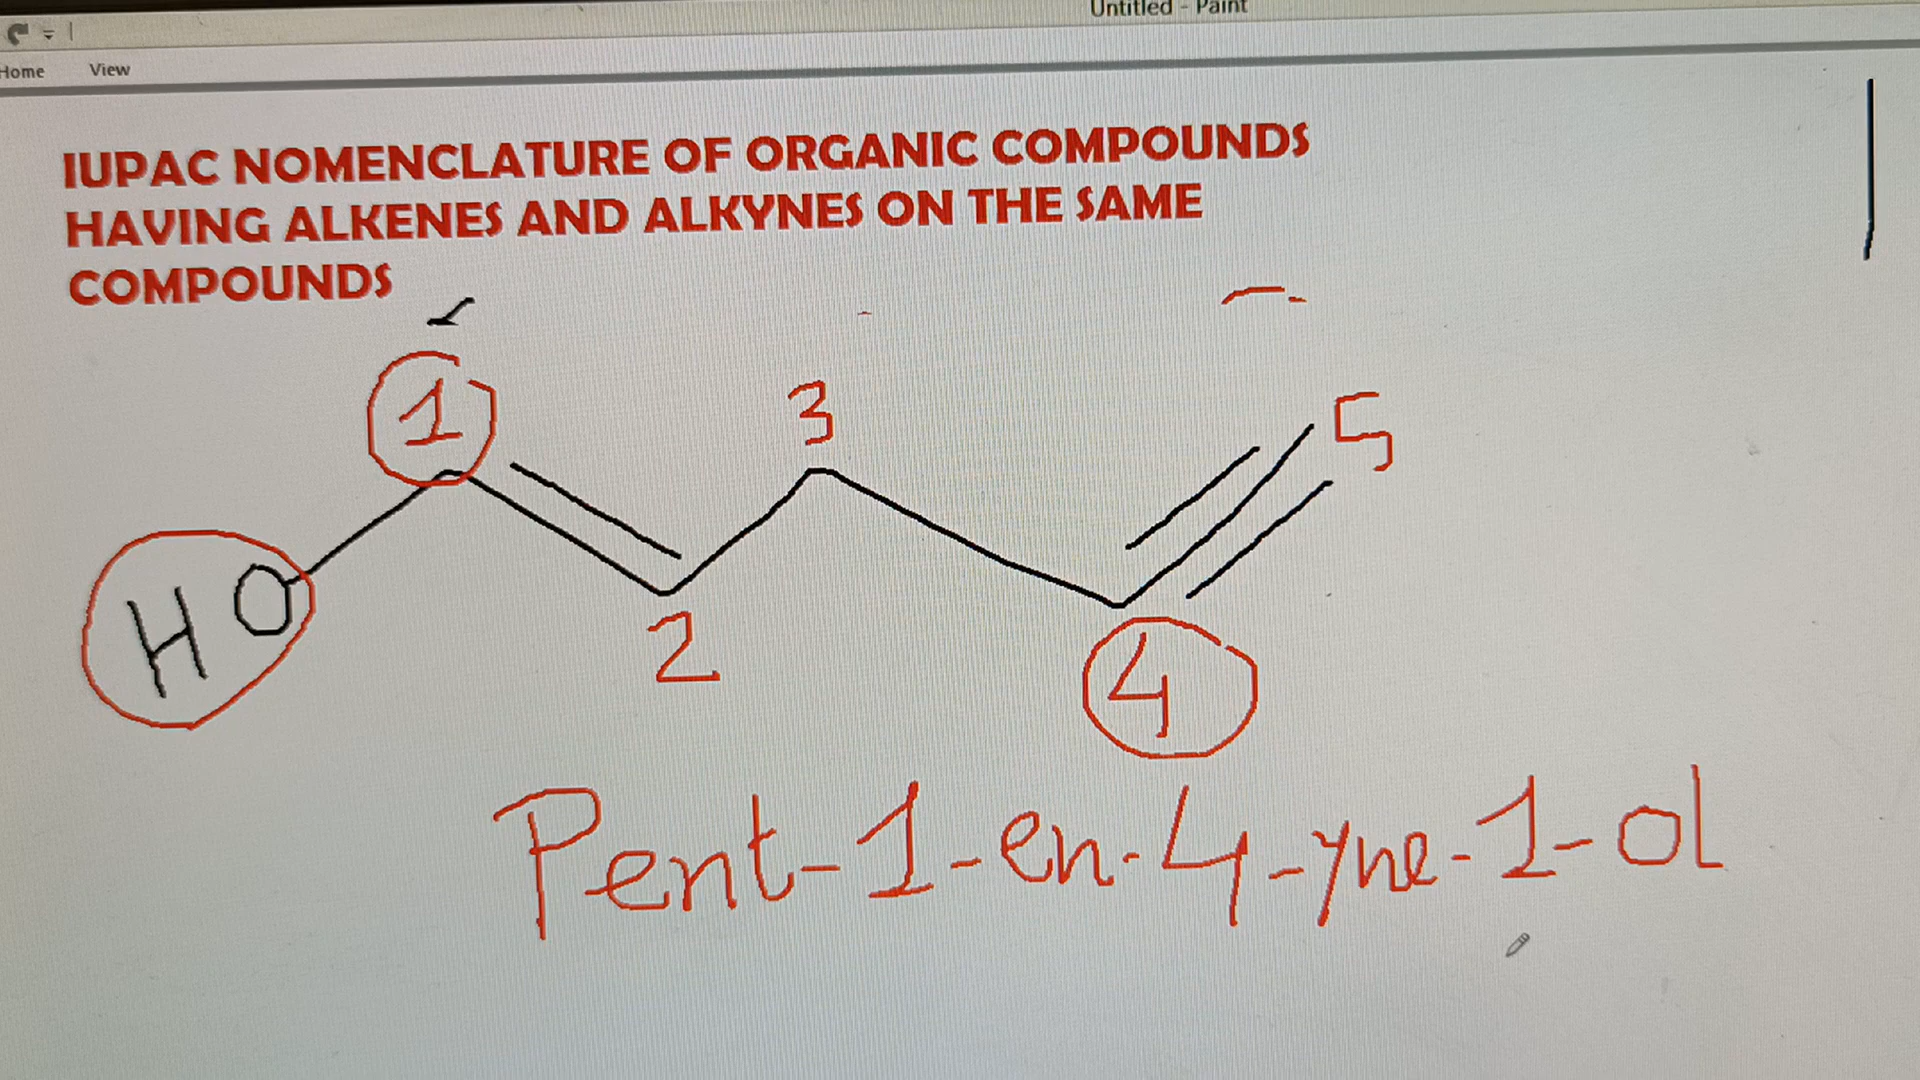 Untitled - Paint
Home View
IUPAC NOMENCLATURE OF ORGANIC COMPOUNDS
HAVING ALKENES AND ALKYNES ON THE SAME
COMPOUNDS
1
3
5
HO
2
4
Pent-1-en-4-yne-1-ol